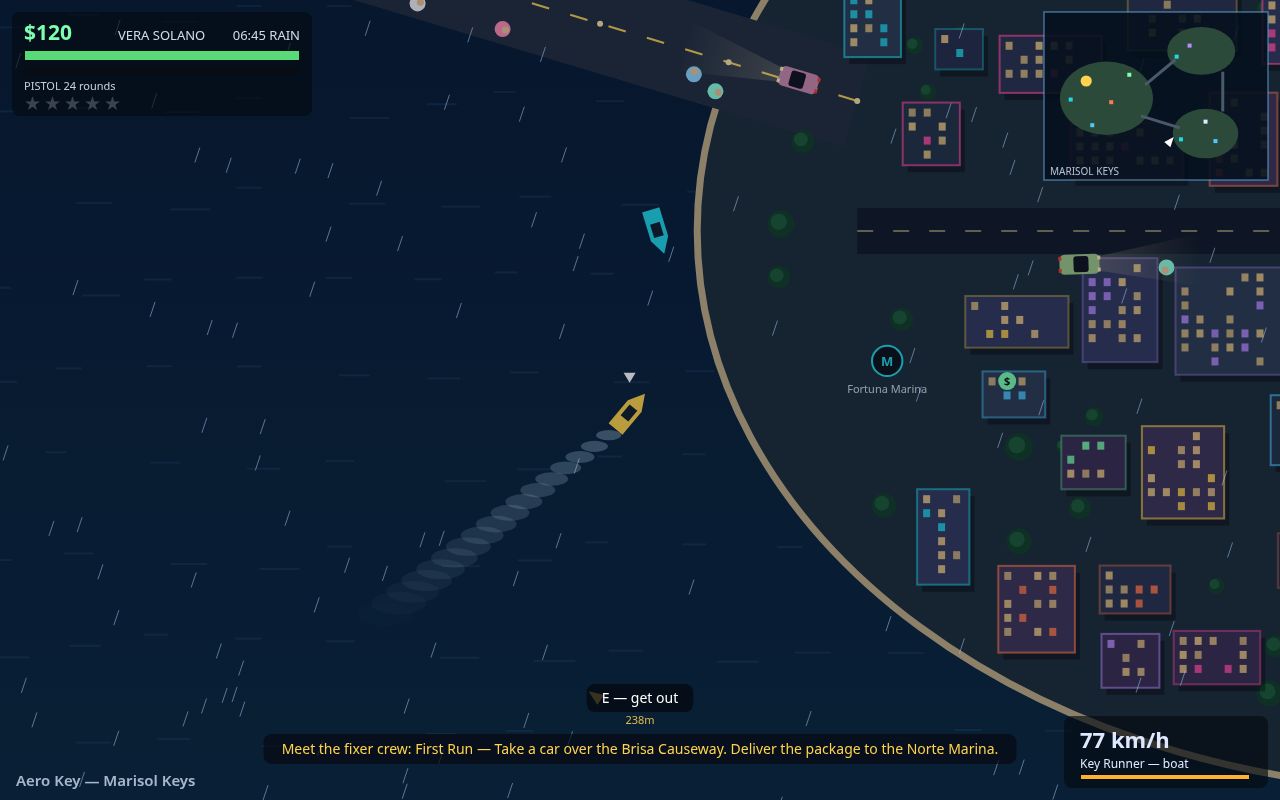 $120 VERA SOLANO 06:45 RAIN
PISTOL 24 rounds
MARISOL KEYS
M
Fortuna Marina
$
E — get out
238m
Meet the fixer crew: First Run — Take a car over the Brisa Causeway. Deliver the package to the Norte Marina.
77 km/h
Key Runner — boat
Aero Key — Marisol Keys